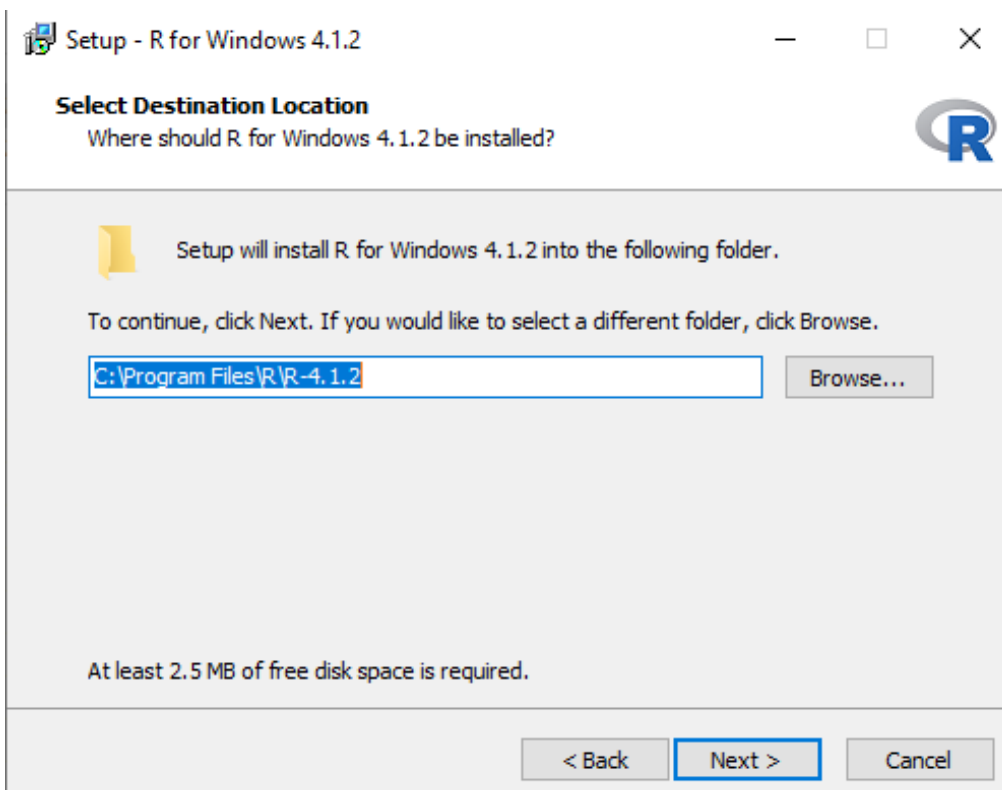 Setup - R for Windows 4.1.2
Select Destination Location
Where should R for Windows 4.1.2 be installed?
R
Setup will install R for Windows 4.1.2 into the following folder.
To continue, click Next. If you would like to select a different folder, click Browse.
C:\Program Files\R\R-4.1.2
Browse...
At least 2.5 MB of free disk space is required.
< Back Next > Cancel